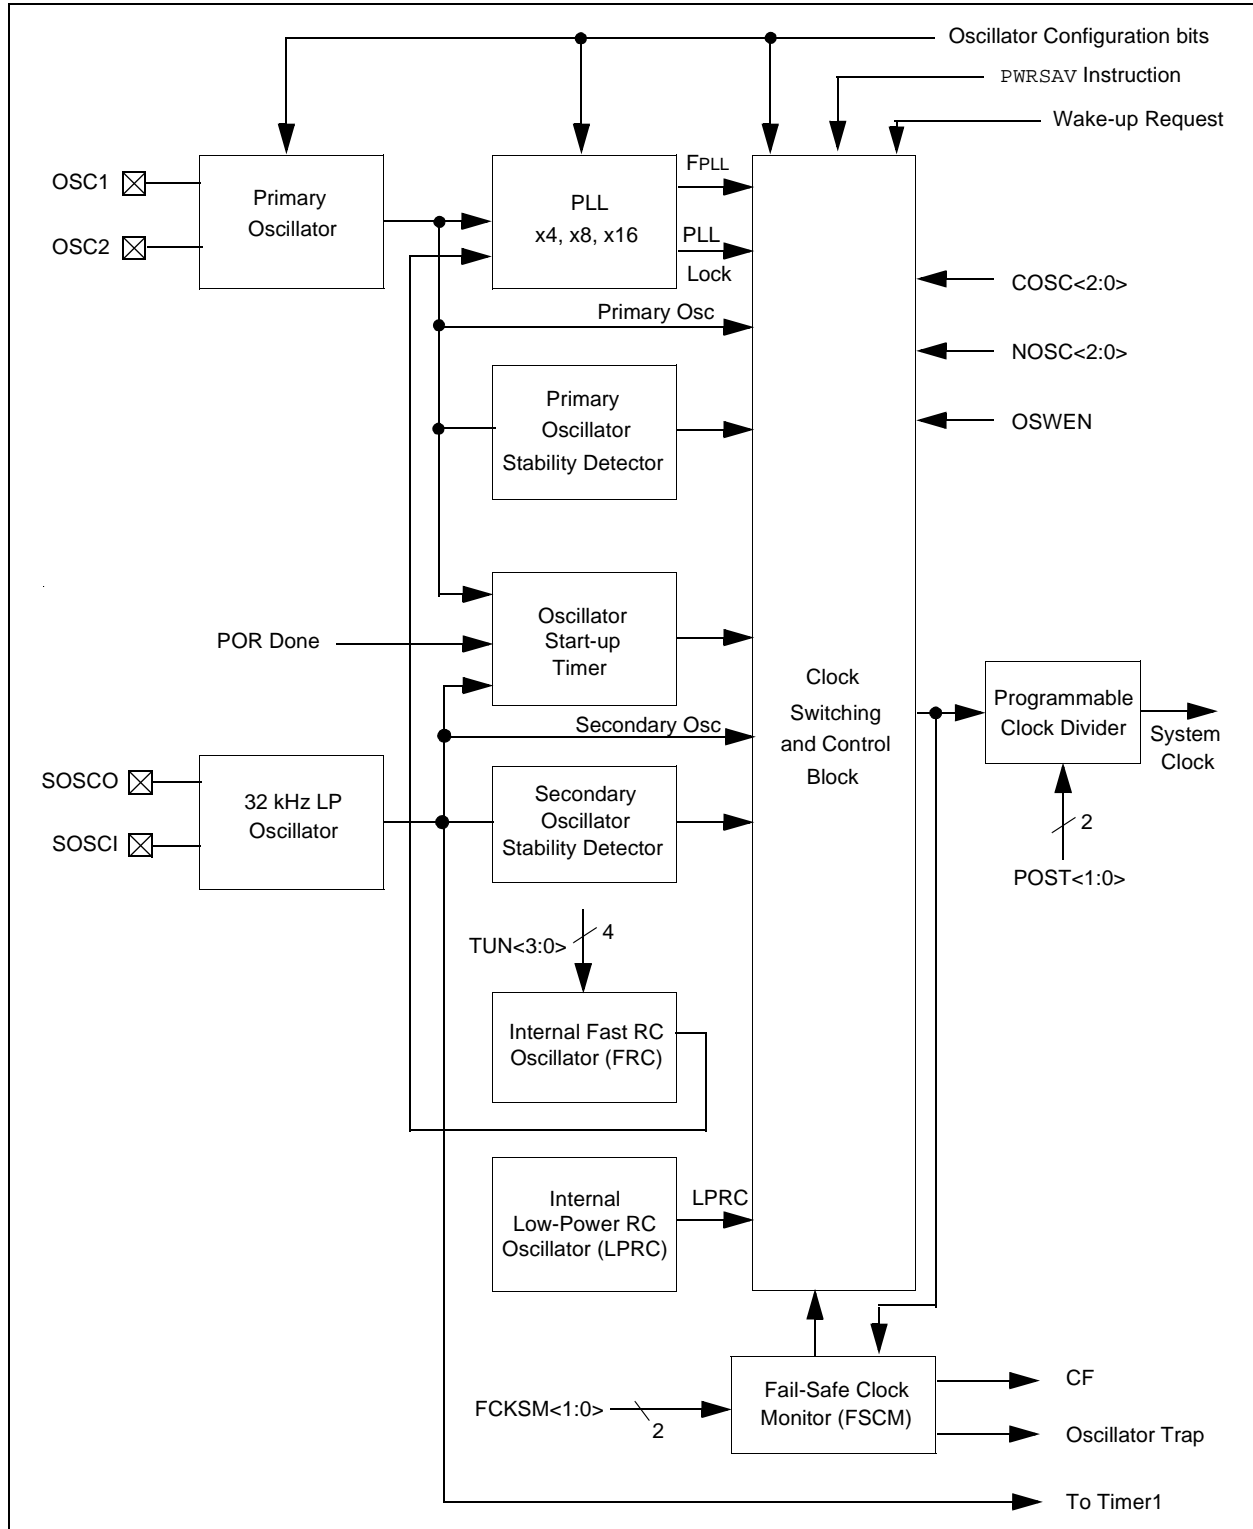 Oscillator Configuration bits
PWRSAV Instruction
Wake-up Request
OSC1
OSC2
Primary
Oscillator
PLL
x4, x8, x16
FPLL
PLL
Lock
COSC<2:0>
Primary Osc
NOSC<2:0>
Primary
Oscillator
Stability Detector
OSWEN
POR Done
Oscillator
Start-up
Timer
Clock
Switching
and Control
Block
Programmable
Clock Divider
System
Clock
Secondary Osc
SOSCO
SOSCI
32 kHz LP
Oscillator
Secondary
Oscillator
Stability Detector
2
POST<1:0>
TUN<3:0>
4
Internal Fast RC
Oscillator (FRC)
Internal
Low-Power RC
Oscillator (LPRC)
LPRC
FCKSM<1:0>
2
Fail-Safe Clock
Monitor (FSCM)
CF
Oscillator Trap
To Timer1